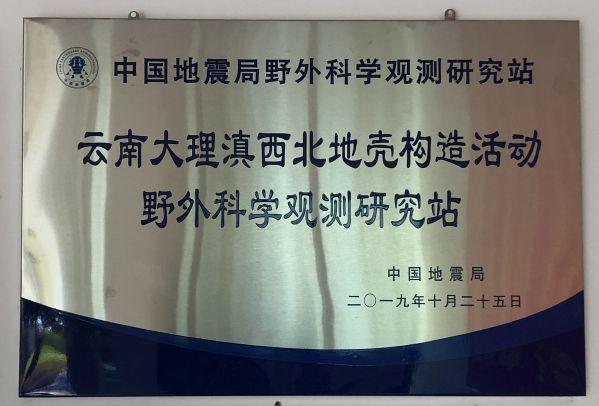 中国地震局野外科学观测研究站
云南大理滇西北地壳构造活动
野外科学观测研究站
中国地震局
二〇一九年十月二十五日